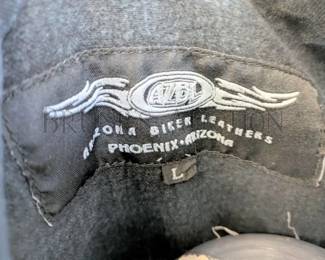 AZBL
ARIZONA BIKER LEATHERS
PHOENIX • ARIZONA
L